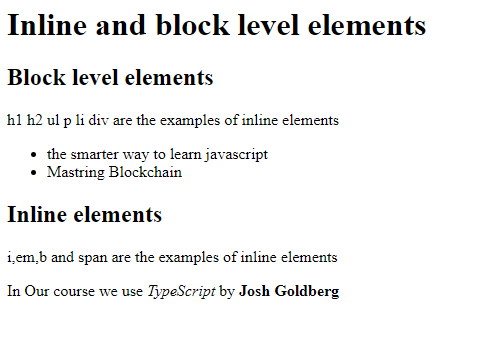 Inline and block level elements
Block level elements
h1 h2 ul p li div are the examples of inline elements
the smarter way to learn javascript
Mastring Blockchain
Inline elements
i,em,b and span are the examples of inline elements
In Our course we use TypeScript by Josh Goldberg